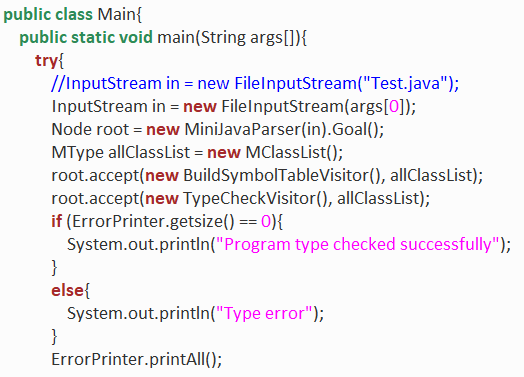 public class Main{
public static void main(String args[]){
try{
//InputStream in = new FileInputStream("Test.java");
InputStream in = new FileInputStream(args[0]);
Node root = new MiniJavaParser(in).Goal();
MType allClassList = new MClassList();
root.accept(new BuildSymbolTableVisitor(), allClassList);
root.accept(new TypeCheckVisitor(), allClassList);
if (ErrorPrinter.getsize() == 0){
System.out.println("Program type checked successfully");
}
else{
System.out.println("Type error");
}
ErrorPrinter.printAll();